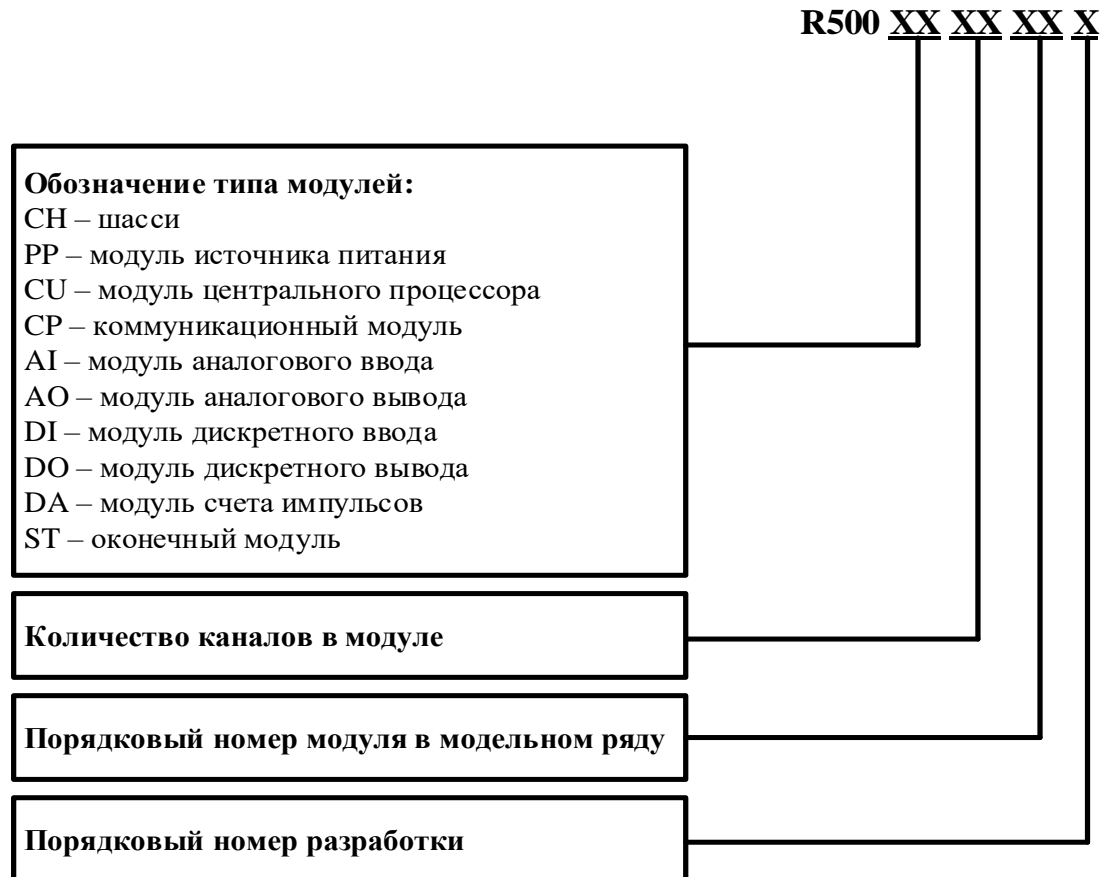 R500 XX XX XX X
Обозначение типа модулей:
CH – шасси
PP – модуль источника питания
CU – модуль центрального процессора
CP – коммуникационный модуль
AI – модуль аналогового ввода
AO – модуль аналогового вывода
DI – модуль дискретного ввода
DO – модуль дискретного вывода
DA – модуль счета импульсов
ST – оконечный модуль
Количество каналов в модуле
Порядковый номер модуля в модельном ряду
Порядковый номер разработки